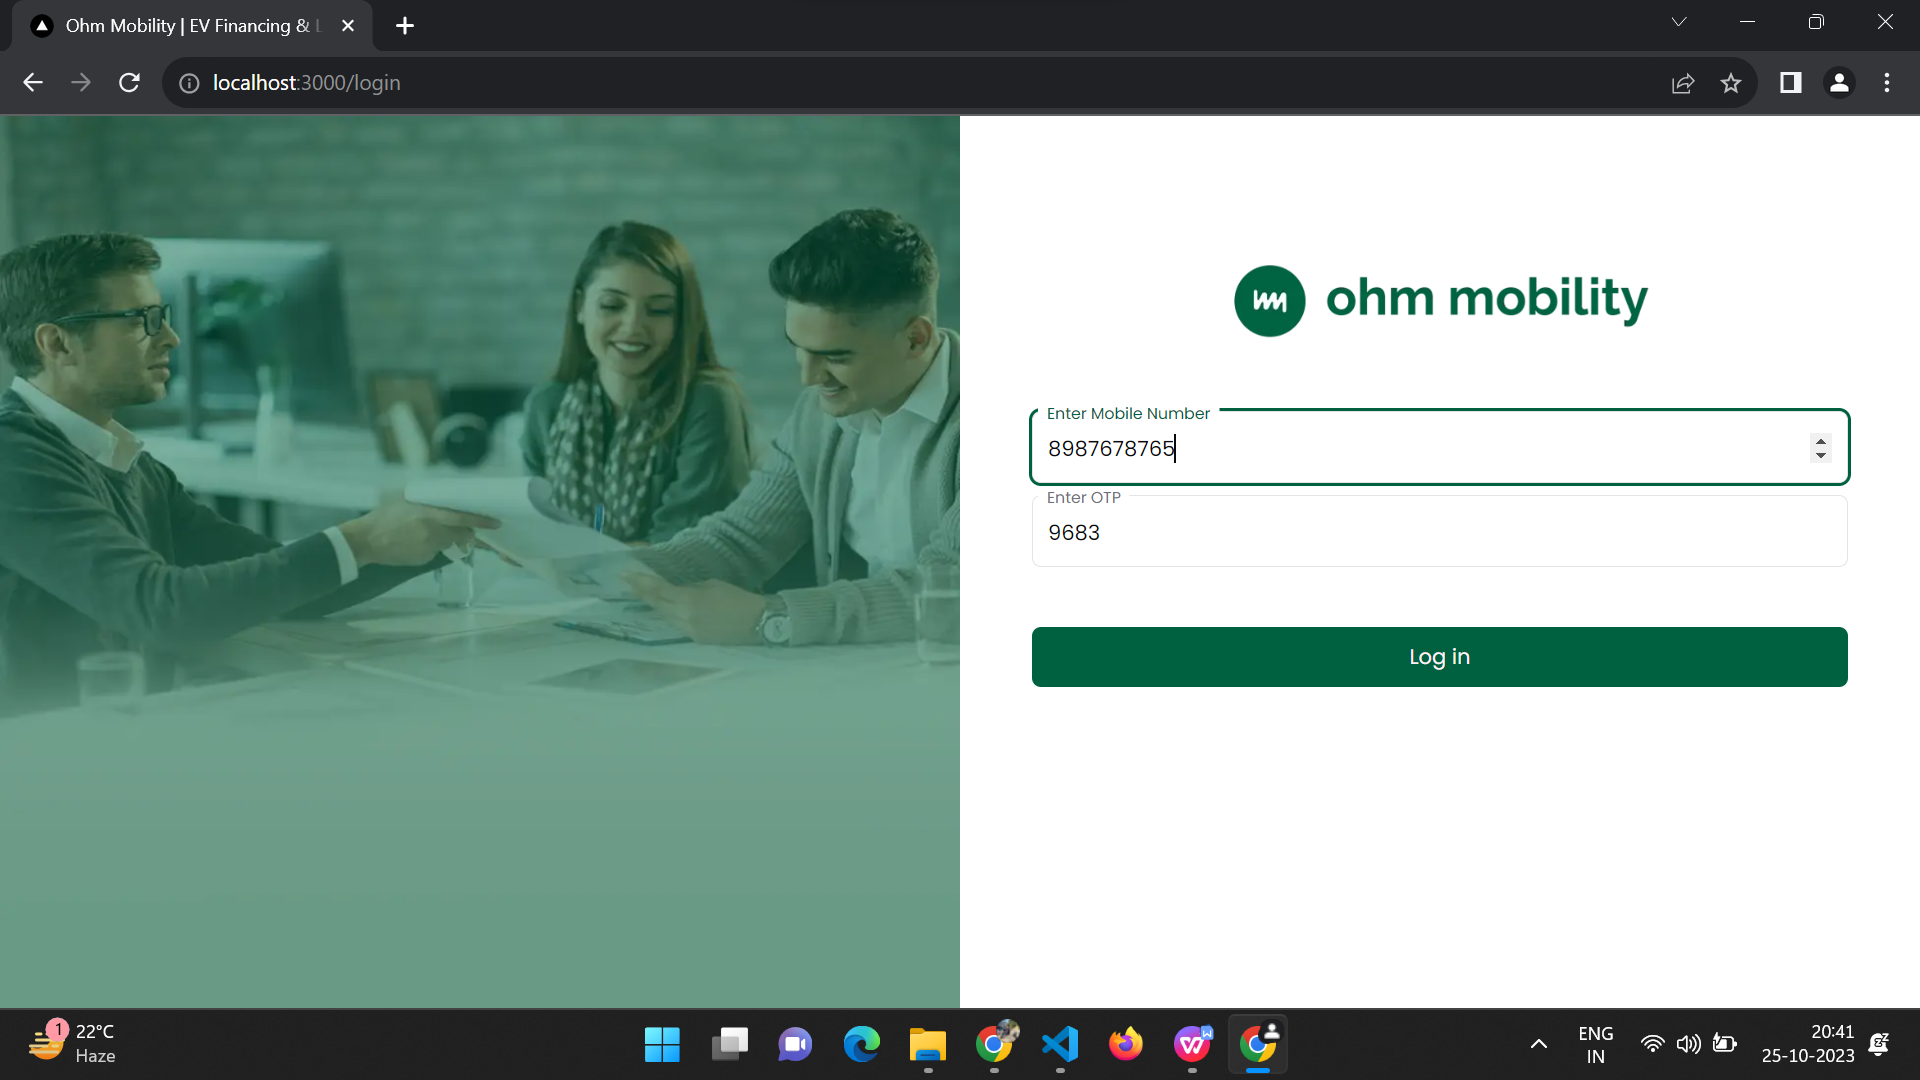 Ohm Mobility | EV Financing &
localhost:3000/login
ohm mobility
Enter Mobile Number
8987678765
Enter OTP
9683
Log in
1
22°C
Haze
ENG
IN
20:41
25-10-2023